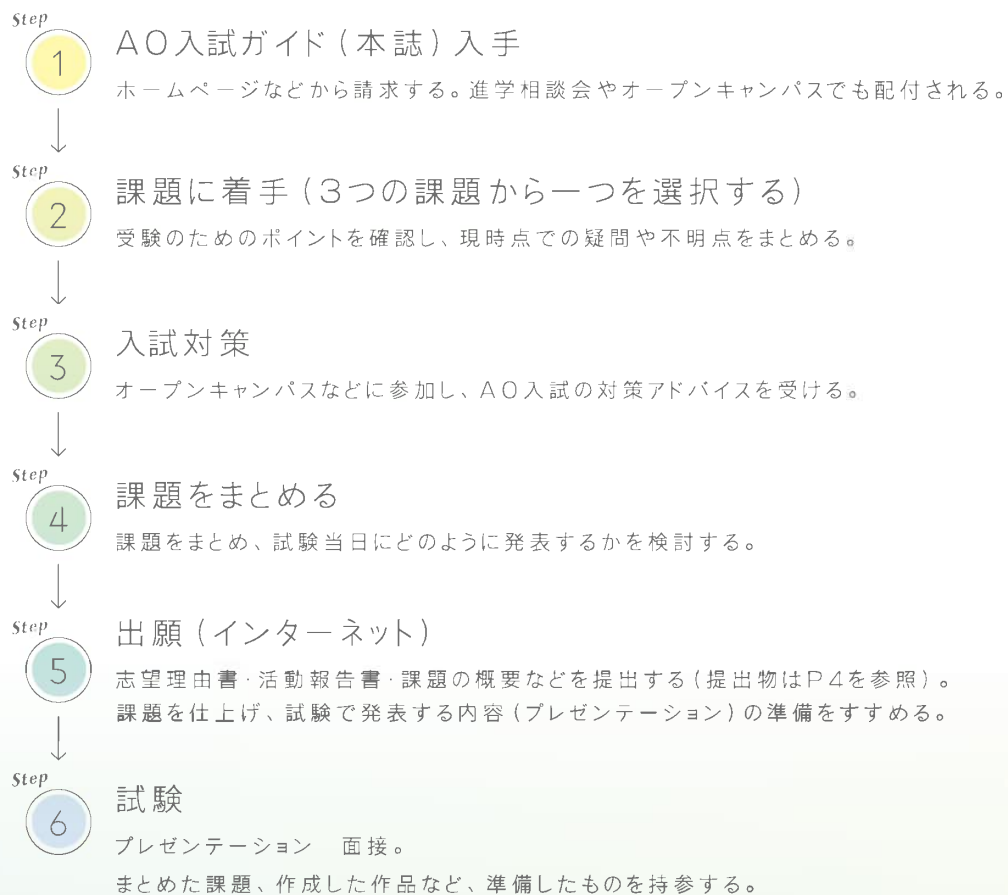 Step
1
AO入試ガイド（本誌）入手
ホームページなどから請求する。進学相談会やオープンキャンパスでも配付される。
Step
2
課題に着手（3つの課題から一つを選択する）
受験のためのポイントを確認し、現時点での疑問や不明点をまとめる。
Step
3
入試対策
オープンキャンパスなどに参加し、AO入試の対策アドバイスを受ける。
Step
4
課題をまとめる
課題をまとめ、試験当日にどのように発表するかを検討する。
Step
5
出願（インターネット）
志望理由書・活動報告書・課題の概要などを提出する（提出物はP4を参照）。
課題を仕上げ、試験で発表する内容（プレゼンテーション）の準備をすすめる。
Step
6
試験
プレゼンテーション　面接。
まとめた課題、作成した作品など、準備したものを持参する。